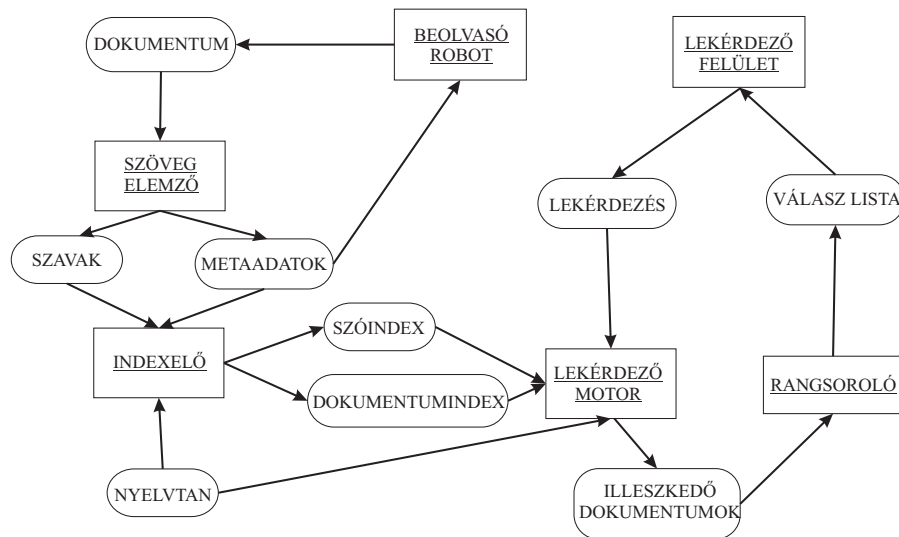 DOKUMENTUM
BEOLVASÓ
ROBOT
LEKÉRDEZŐ
FELÜLET
SZÖVEG
ELEMZŐ
LEKÉRDEZÉS
VÁLASZ LISTA
SZAVAK
METAADATOK
SZÓINDEX
INDEXELŐ
DOKUMENTUMINDEX
LEKÉRDEZŐ
MOTOR
RANGSOROLÓ
NYELVTAN
ILLESZKEDŐ
DOKUMENTUMOK